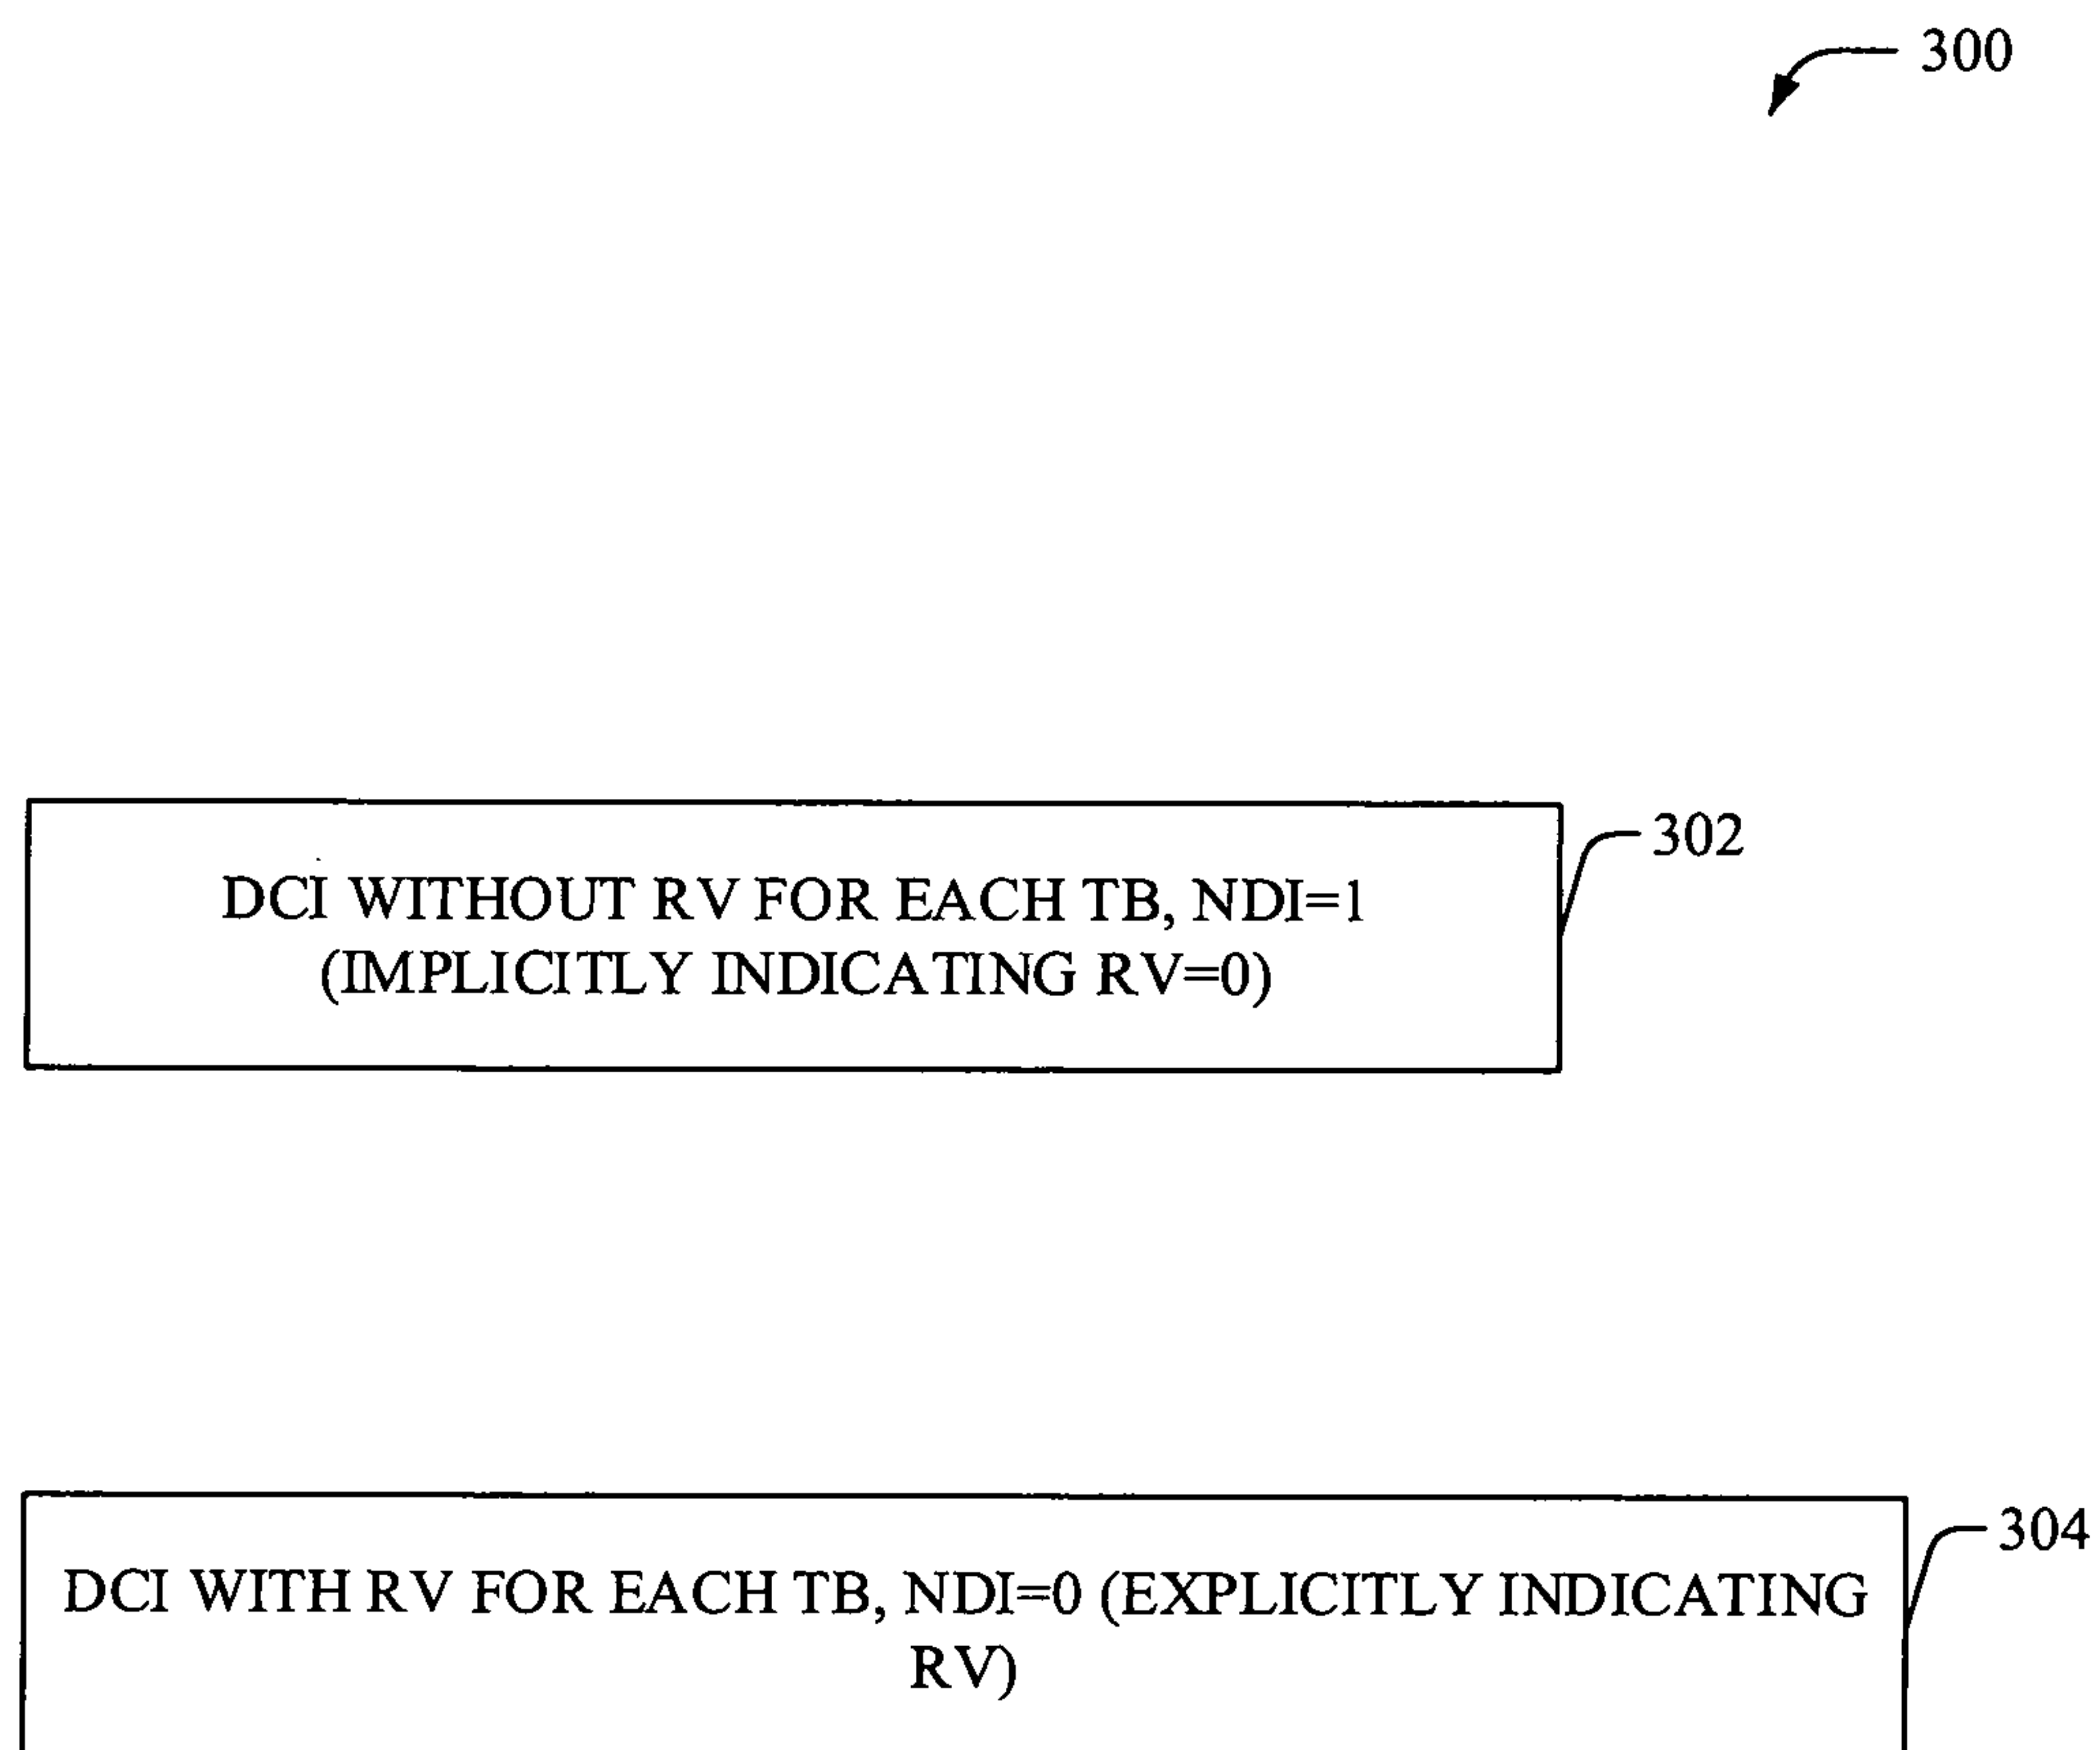 300
302
DCI WITHOUT RV FOR EACH TB, NDI=1
(IMPLICITLY INDICATING RV=0)
304
DCI WITH RV FOR EACH TB, NDI=0 (EXPLICITLY INDICATING
RV)